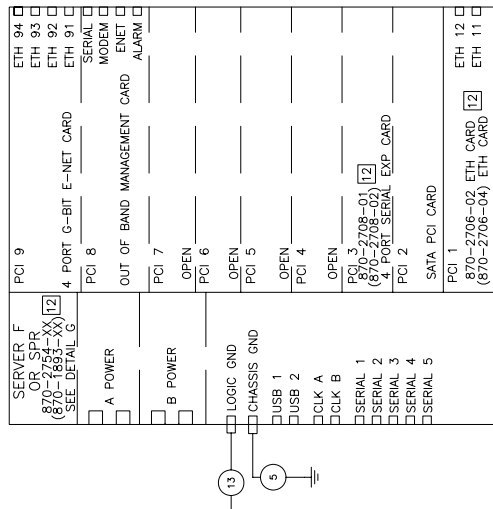 SERVER F
OR SPR
870-2754-XX 12
(870-1893-XX)
SEE DETAIL G
A POWER
B POWER
LOGIC GND
CHASSIS GND
USB 1
USB 2
CLK A
CLK B
SERIAL 1
SERIAL 2
SERIAL 3
SERIAL 4
SERIAL 5
13
5
PCI 9
4 PORT G-BIT E-NET CARD
ETH 94
ETH 93
ETH 92
ETH 91
PCI 8
OUT OF BAND MANAGEMENT CARD
SERIAL
MODEM
ENET
ALARM
PCI 7
OPEN
PCI 6
OPEN
PCI 5
OPEN
PCI 4
OPEN
PCI 3
870-2708-01 12
(870-2708-02)
4 PORT SERIAL EXP CARD
PCI 2
SATA PCI CARD
PCI 1
870-2706-02 ETH CARD 12
(870-2706-04) ETH CARD
ETH 12
ETH 11